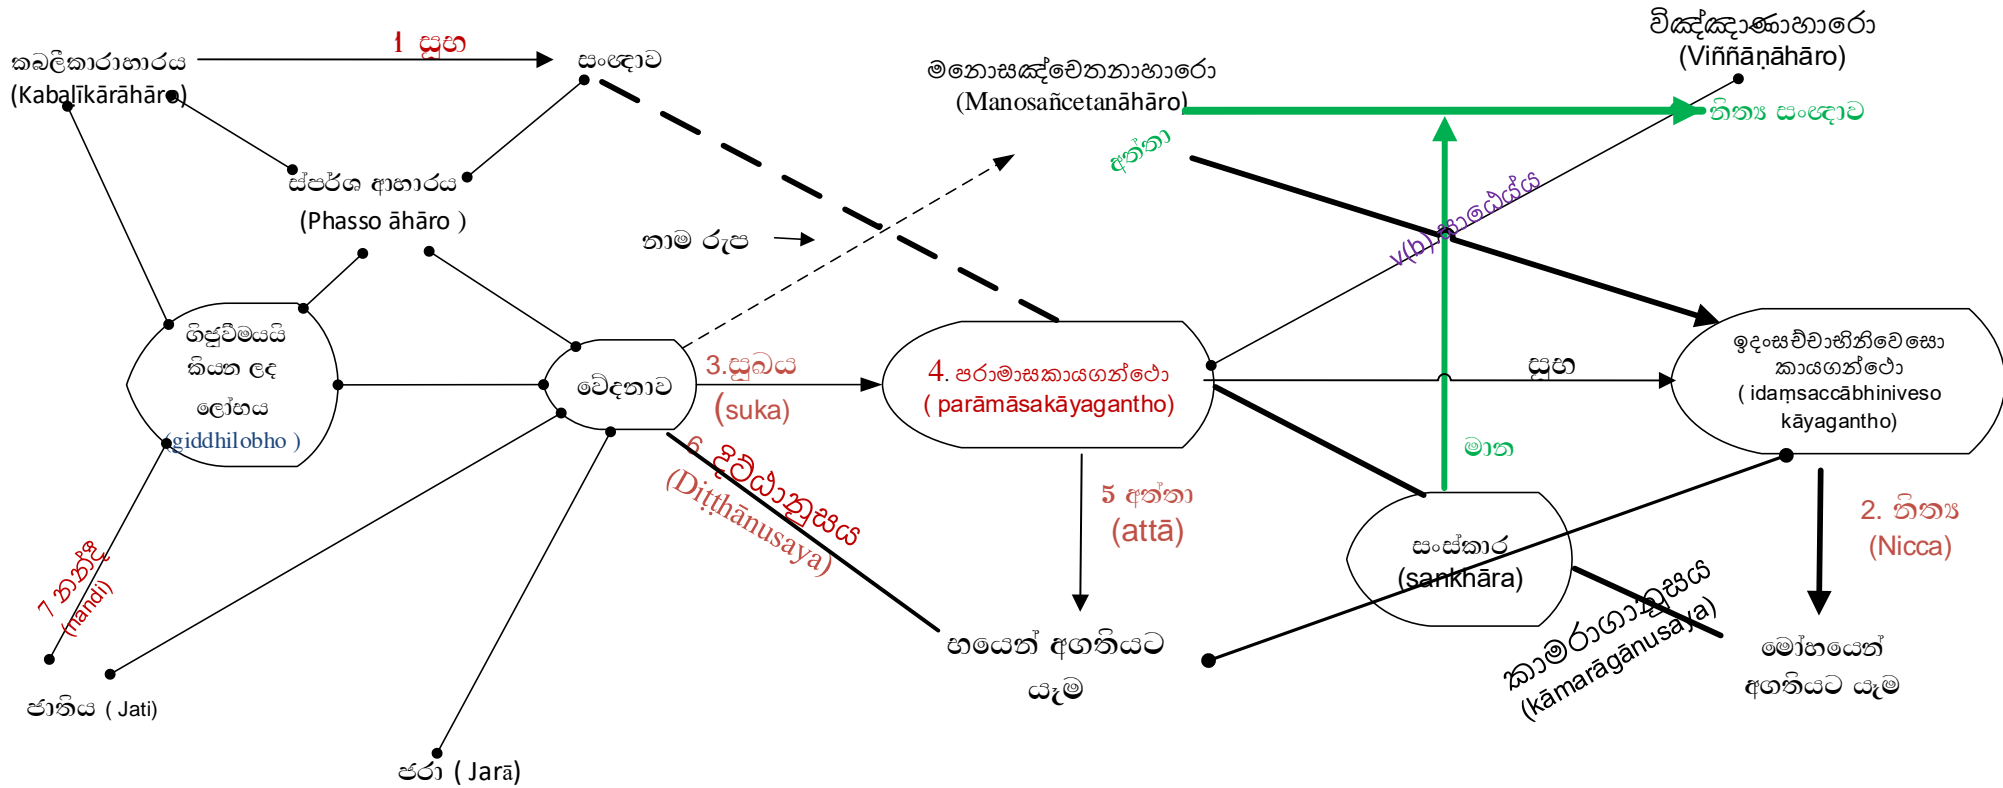 විඤ්ඤාණාහාරො
(Viññāṇāhāro)
1 සුභ
කබලීකාරාහාරය
(Kabaḷīkārāhāro)
සංඥාව
මනොසඤ්චෙතනාහාරො
(Manosañcetanāhāro)
නිත්‍ය සංඥාව
අත්තා
ස්පර්ශ ආහාරය
(Phasso āhāro )
නාම රූප
v(b) සාඨෙය්ය
ගිජුවීමයයි
කියන ලද
ලෝභය
(giddhilobho )
වේදනාව
3.සුඛය
(suka)
4. පරාමාසකායගන්ථො
( parāmāsakāyagantho)
සුභ
ඉදංසච්චාභිනිවෙසො
කායගන්ථො
( idaṃsaccābhiniveso
kāyagantho)
6 දිට්ඨානුසය
(Diṭṭhānusaya)
මාන
5 අත්තා
(attā)
2. නිත්‍ය
(Nicca)
සංස්කාර
(sankhāra)
7 නන්දි
(nandi)
භයෙන් අගතියට
යෑම
කාමරාගානුසය
(kāmarāgānusaya)
මෝහයෙන්
අගතියට යෑම
ජාතිය ( Jati)
ජරා ( Jarā)